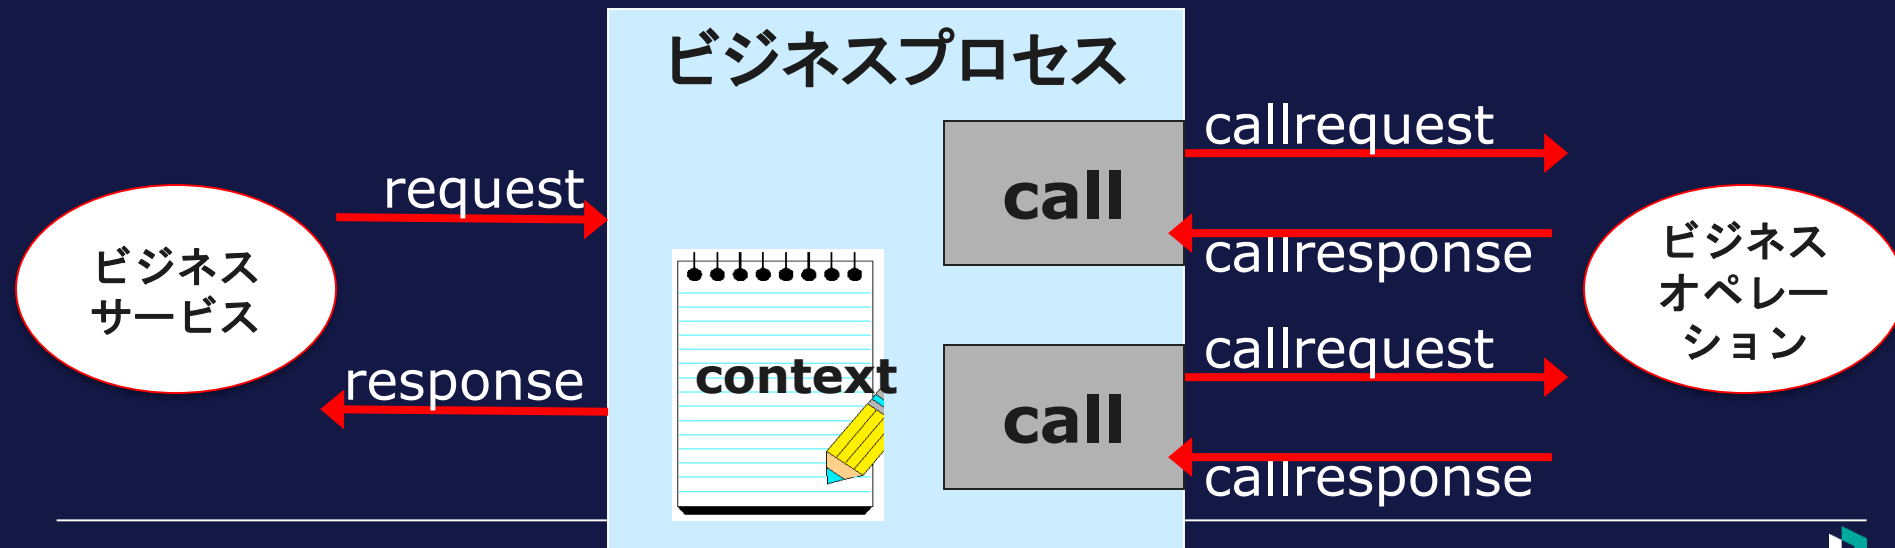 ビジネスプロセス
request
response
ビジネス
サービス
context
call
call
callrequest
callresponse
callrequest
callresponse
ビジネス
オペレー
ション